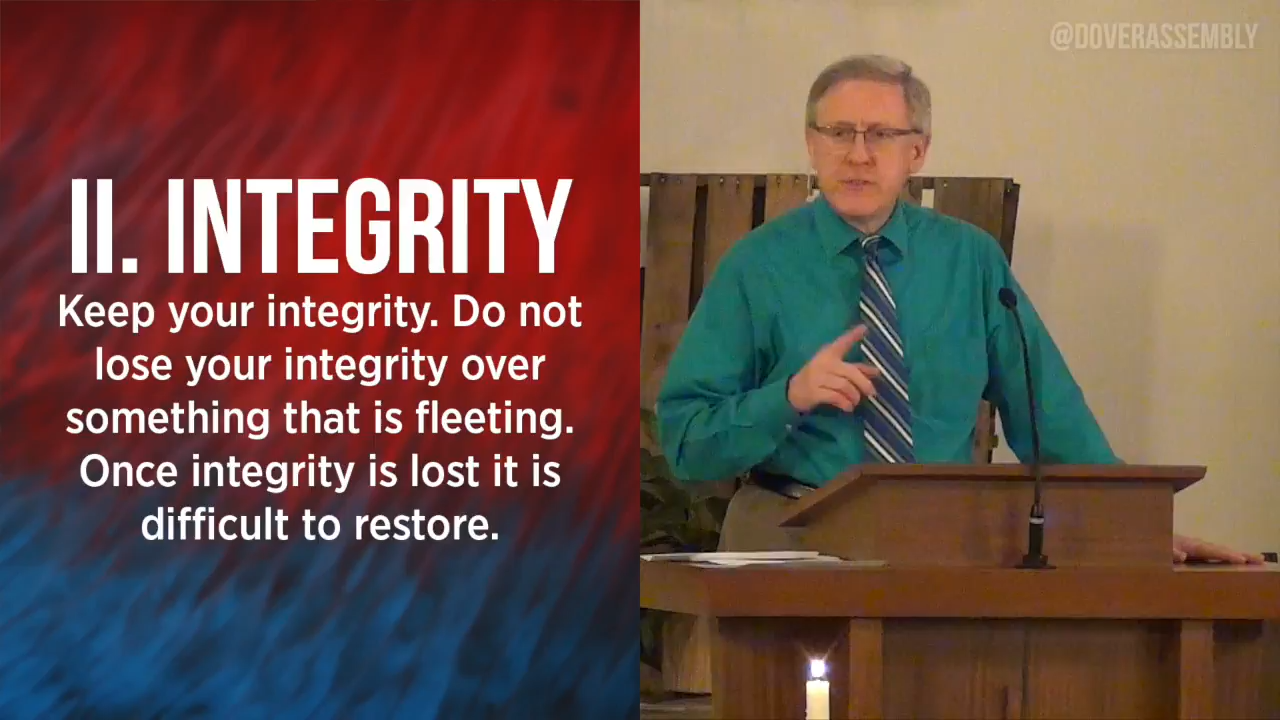 @DOVERASSEMBLY
II. INTEGRITY
Keep your integrity. Do not
lose your integrity over
something that is fleeting.
Once integrity is lost it is
difficult to restore.